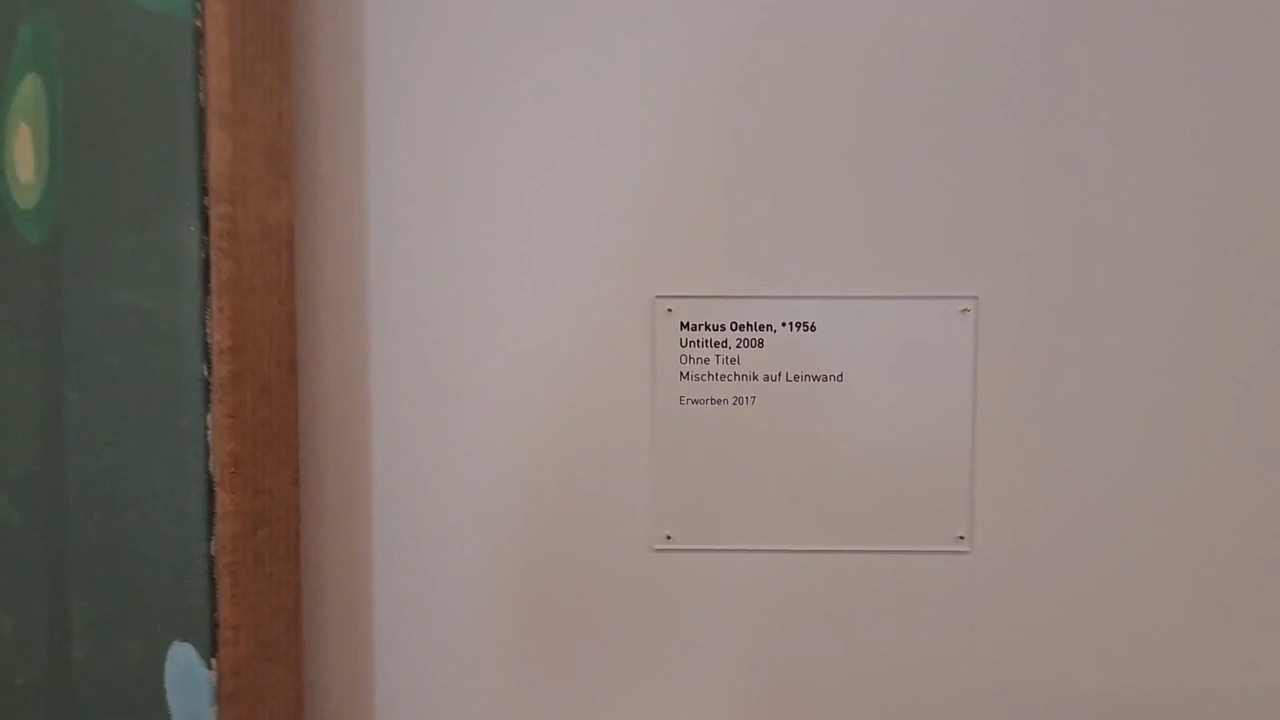 Markus Oehlen, *1956
Untitled, 2008
Ohne Titel
Mischtechnik auf Leinwand
Erworben 2017